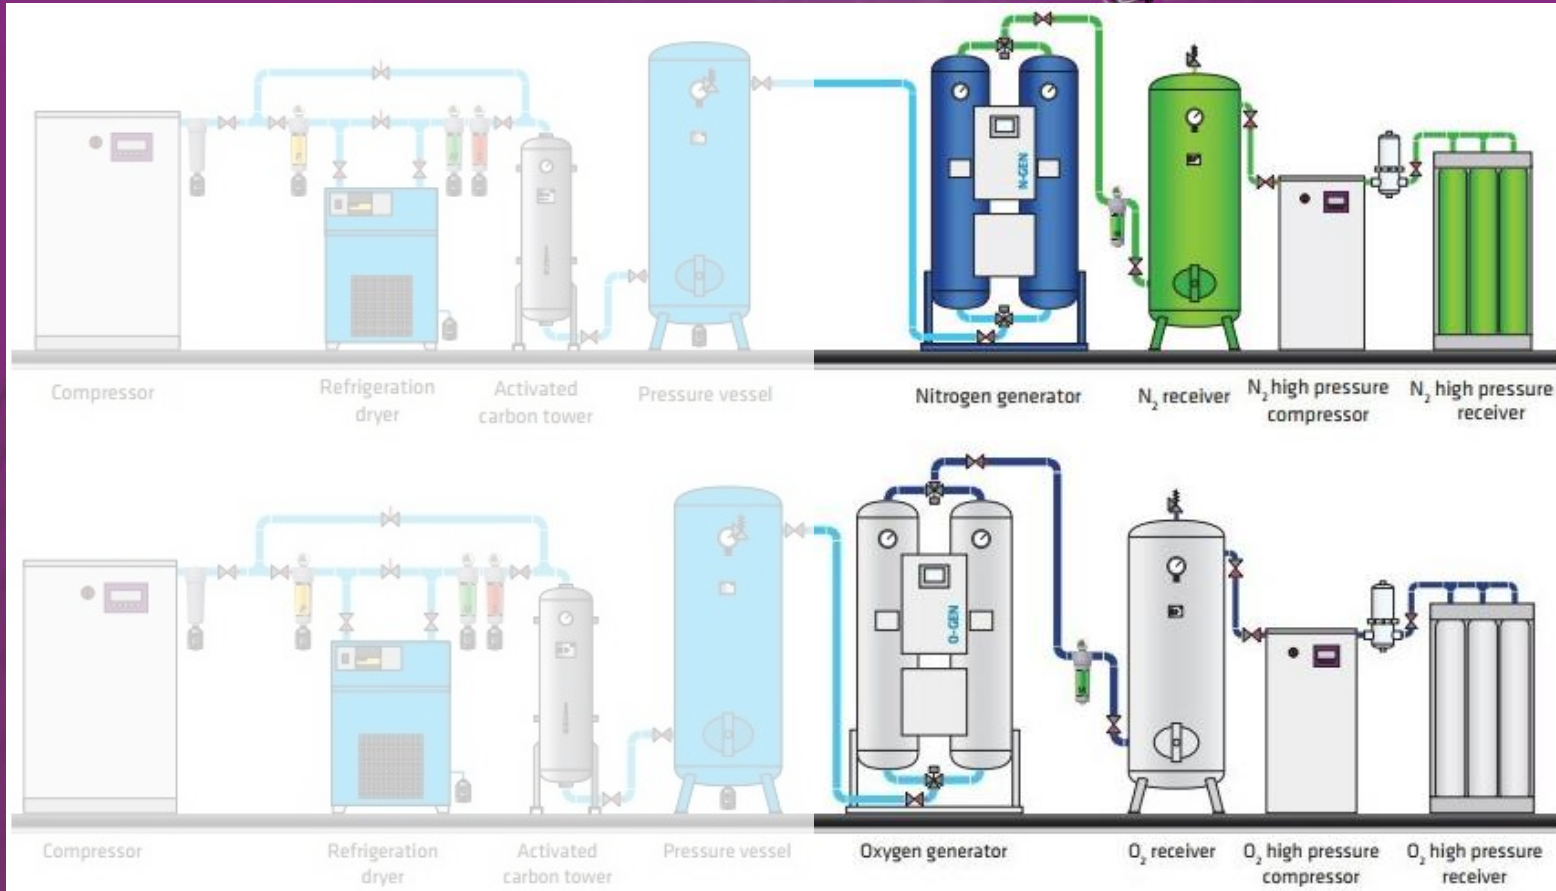 N-GEN
Compressor
Refrigeration
dryer
Activated
carbon tower
Pressure vessel
Nitrogen generator
N₂ receiver
N₂ high pressure
compressor
N₂ high pressure
receiver
O-GEN
Compressor
Refrigeration
dryer
Activated
carbon tower
Pressure vessel
Oxygen generator
O₂ receiver
O₂ high pressure
compressor
O₂ high pressure
receiver